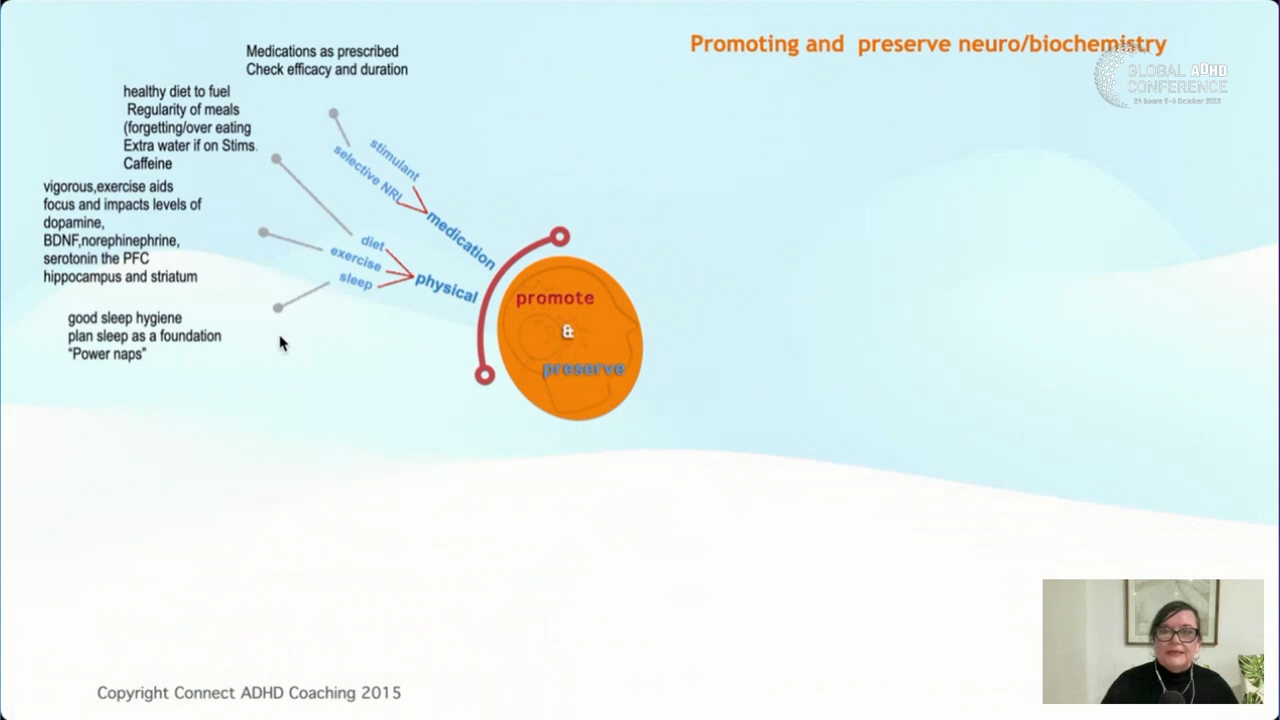 Promoting and  preserve neuro/biochemistry
GLOBAL ADHD
CONFERENCE
Medications as prescribed
Check efficacy and duration
healthy diet to fuel
Regularity of meals
(forgetting/over eating
Extra water if on Stims.
Caffeine
vigorous,exercise aids
focus and impacts levels of
dopamine,
BDNF,norephinephrine,
serotonin the PFC
hippocampus and striatum
good sleep hygiene
plan sleep as a foundation
“Power naps”
stimulant
selective NRI
medication
diet
exercise
sleep
physical
promote
&
preserve
Copyright Connect ADHD Coaching 2015